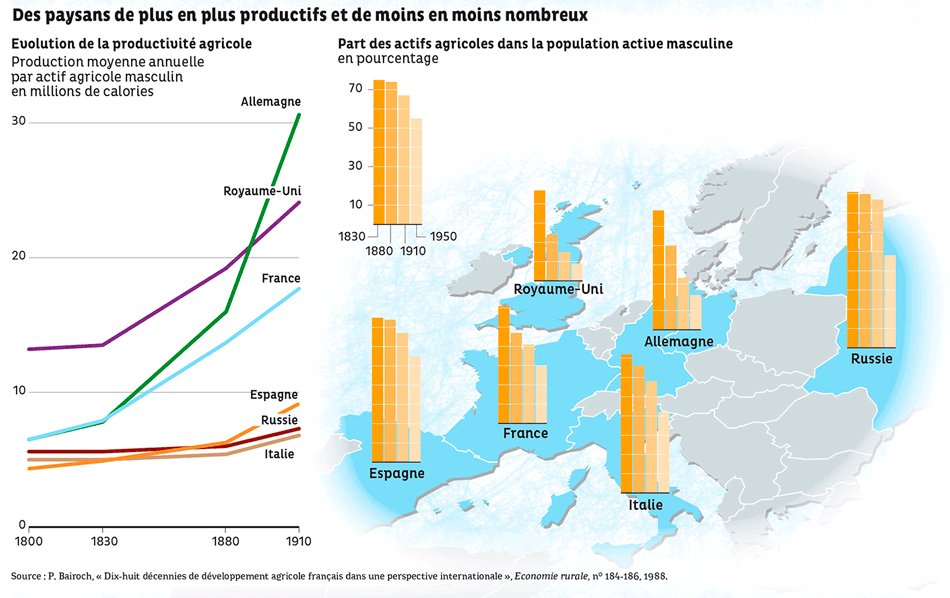 Des paysans de plus en plus productifs et de moins en moins nombreux
Evolution de la productivité agricole
Production moyenne annuelle
par actif agricole masculin
en millions de calories
Allemagne
30
Royaume-Uni
20
France
10
Espagne
Russie
Italie
0
1800
1830
1880
1910
Part des actifs agricoles dans la population active masculine
en pourcentage
70
50
30
10
1830
1950
1880
1910
Royaume-Uni
Allemagne
Russie
France
Espagne
Italie
Source : P. Bairoch, « Dix-huit décennies de développement agricole français dans une perspective internationale », Economie rurale, n° 184-186, 1988.